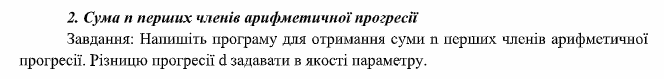 2. Сума n перших членів арифметичної прогресії
Завдання: Напишіть програму для отримання суми n перших членів арифметичної
прогресії. Різницю прогресії d задавати в якості параметру.